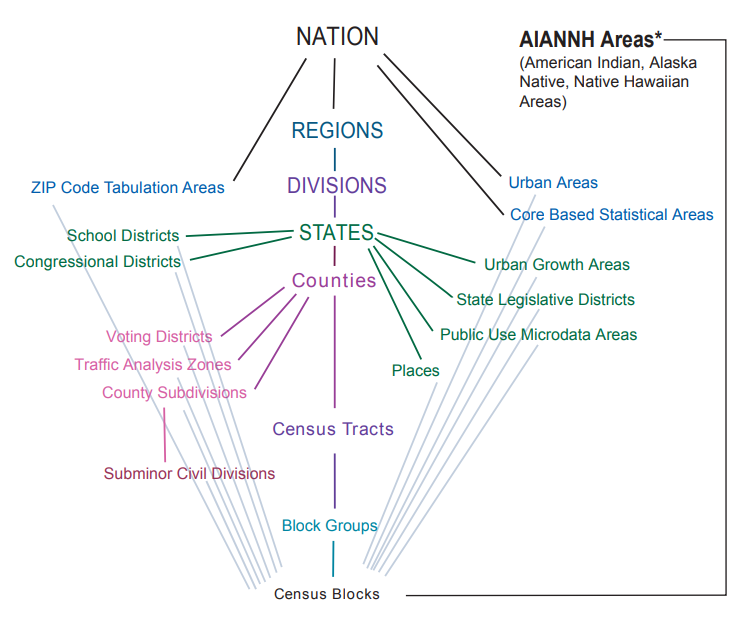 NATION
AIANNH Areas*
(American Indian, Alaska
Native, Native Hawaiian
Areas)
REGIONS
DIVISIONS
ZIP Code Tabulation Areas
Urban Areas
Core Based Statistical Areas
STATES
School Districts
Congressional Districts
Urban Growth Areas
Counties
State Legislative Districts
Voting Districts
Public Use Microdata Areas
Traffic Analysis Zones
Places
County Subdivisions
Census Tracts
Subminor Civil Divisions
Block Groups
Census Blocks